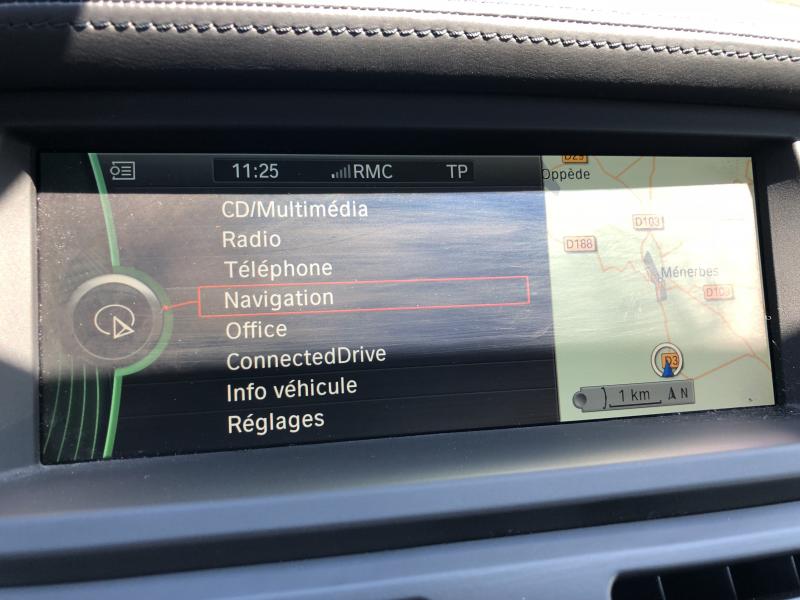 11:25 RMC TP
CD/Multimédia
Radio
Téléphone
Navigation
Office
ConnectedDrive
Info véhicule
Réglages
D29
Oppède
D103
D188
Ménerbes
D103
D3
1 km N